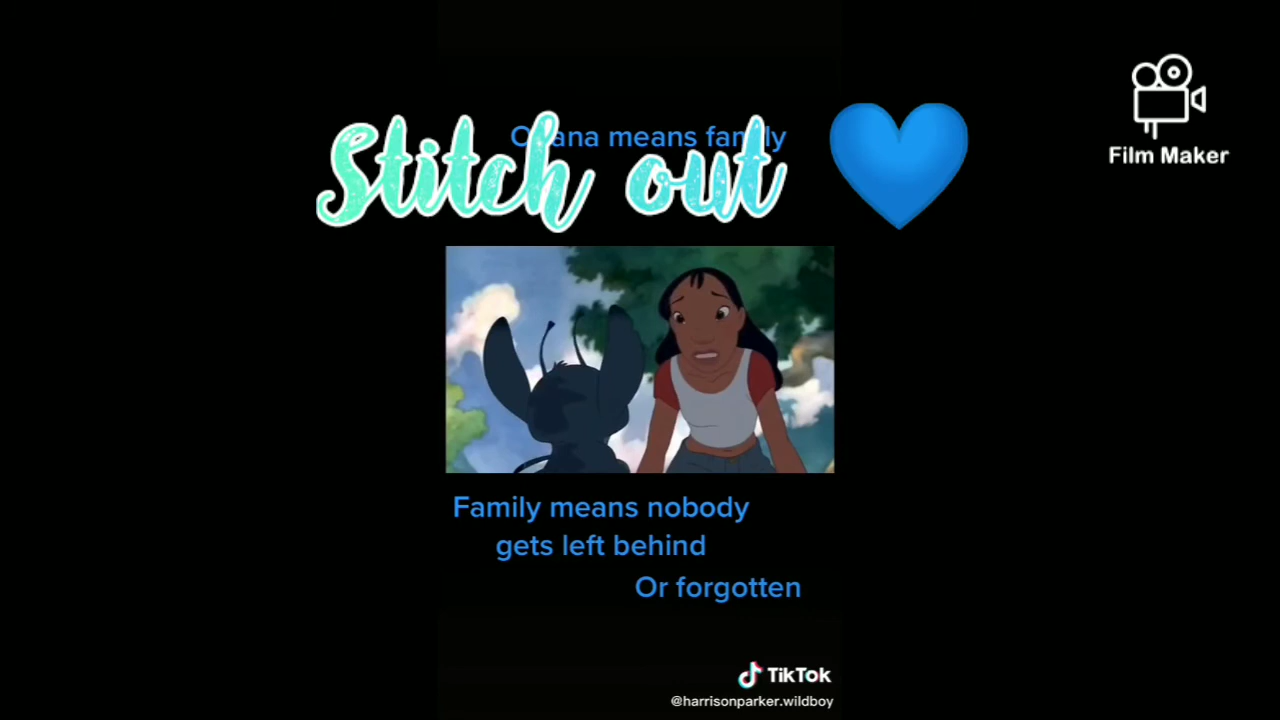 Ohana means family
Stitch out
Film Maker
Family means nobody
gets left behind
Or forgotten
TikTok
@harrisonparker.wildboy